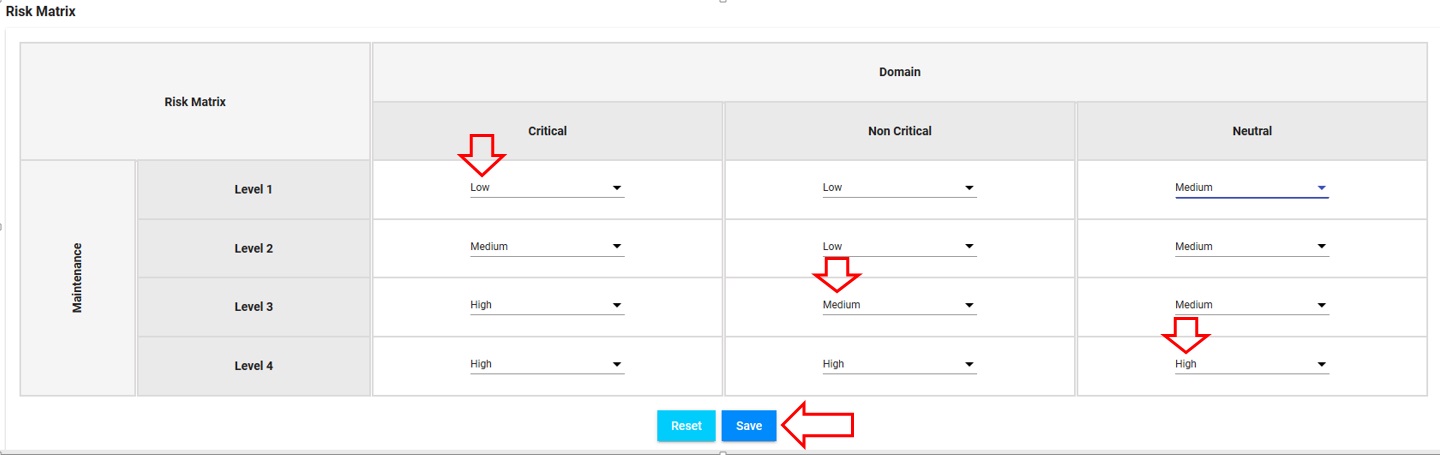 Risk Matrix
Domain
Risk Matrix
Critical Non Critical Neutral
Level 1 Low Low Medium
Level 2 Medium Low Medium
Maintenance
Level 3 High Medium Medium
Level 4 High High High
Reset Save